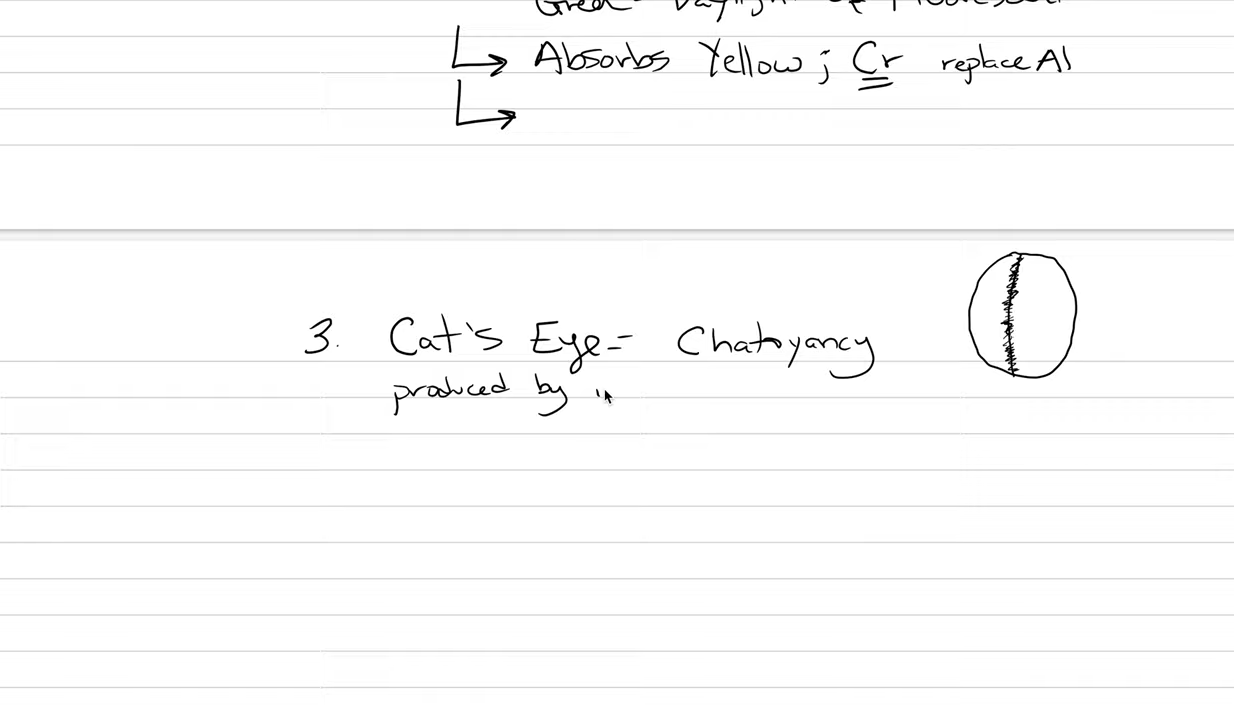 Absorbs Yellow ; Cr replace Al
3. Cat's Eye = Chatoyancy
produced by